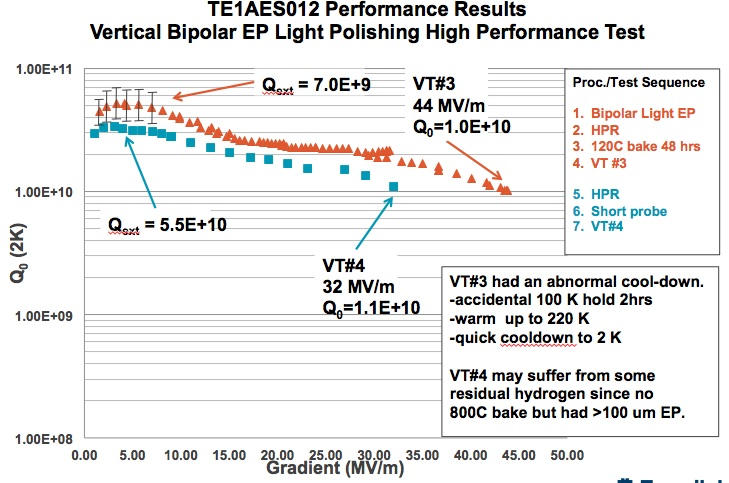 TE1AES012 Performance Results
Vertical Bipolar EP Light Polishing High Performance Test
1.00E+11
1.00E+10
1.00E+09
1.00E+08
Q0 (2K)
0.00 5.00 10.00 15.00 20.00 25.00 30.00 35.00 40.00 45.00 50.00
Gradient (MV/m)
Qext = 7.0E+9
VT#3
44 MV/m
Q0=1.0E+10
Qext = 5.5E+10
VT#4
32 MV/m
Q0=1.1E+10
Proc./Test Sequence
1. Bipolar Light EP
2. HPR
3. 120C bake 48 hrs
4. VT #3
5. HPR
6. Short probe
7. VT#4
VT#3 had an abnormal cool-down.
-accidental 100 K hold 2hrs
-warm up to 220 K
-quick cooldown to 2 K
VT#4 may suffer from some
residual hydrogen since no
800C bake but had >100 um EP.